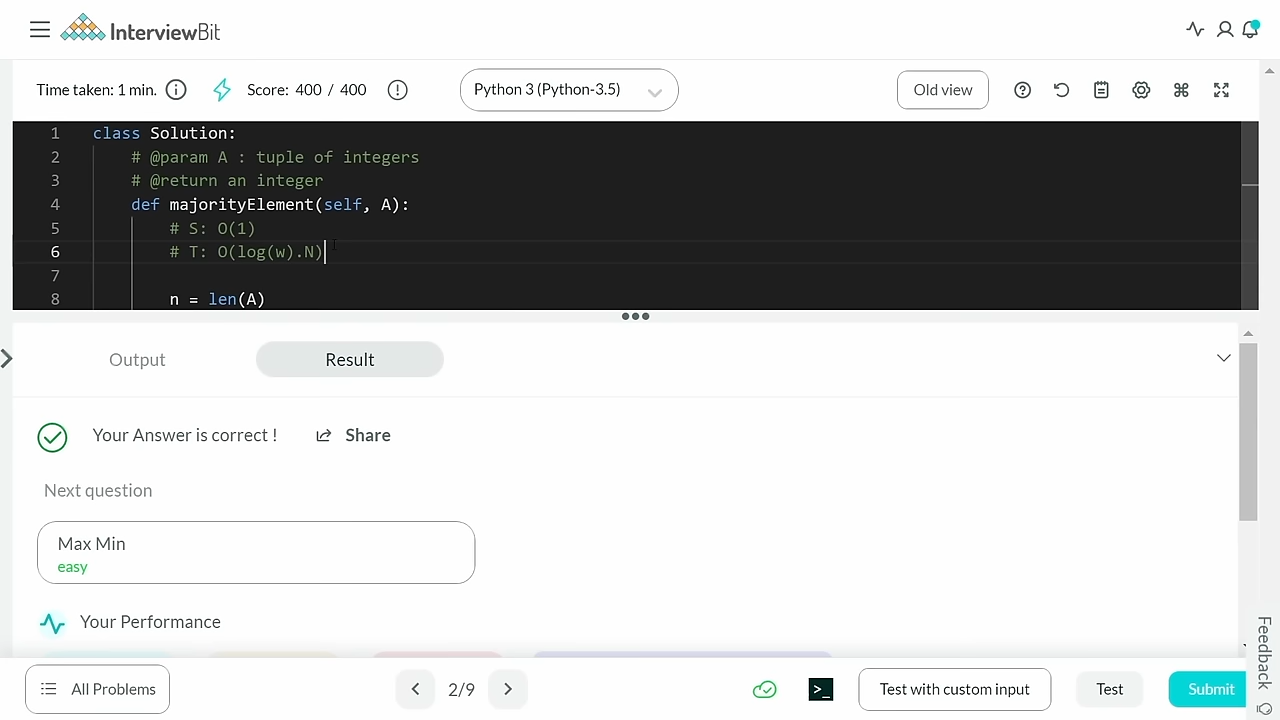 InterviewBit
Time taken: 1 min.
Score: 400 / 400
Python 3 (Python-3.5)
Old view
1 class Solution:
2 # @param A : tuple of integers
3 # @return an integer
4 def majorityElement(self, A):
5 # S: O(1)
6 # T: O(log(w).N)
7
8 n = len(A)
Output
Result
Your Answer is correct !
Share
Next question
Max Min
easy
Your Performance
Feedback
All Problems
2/9
>_
Test with custom input
Test
Submit